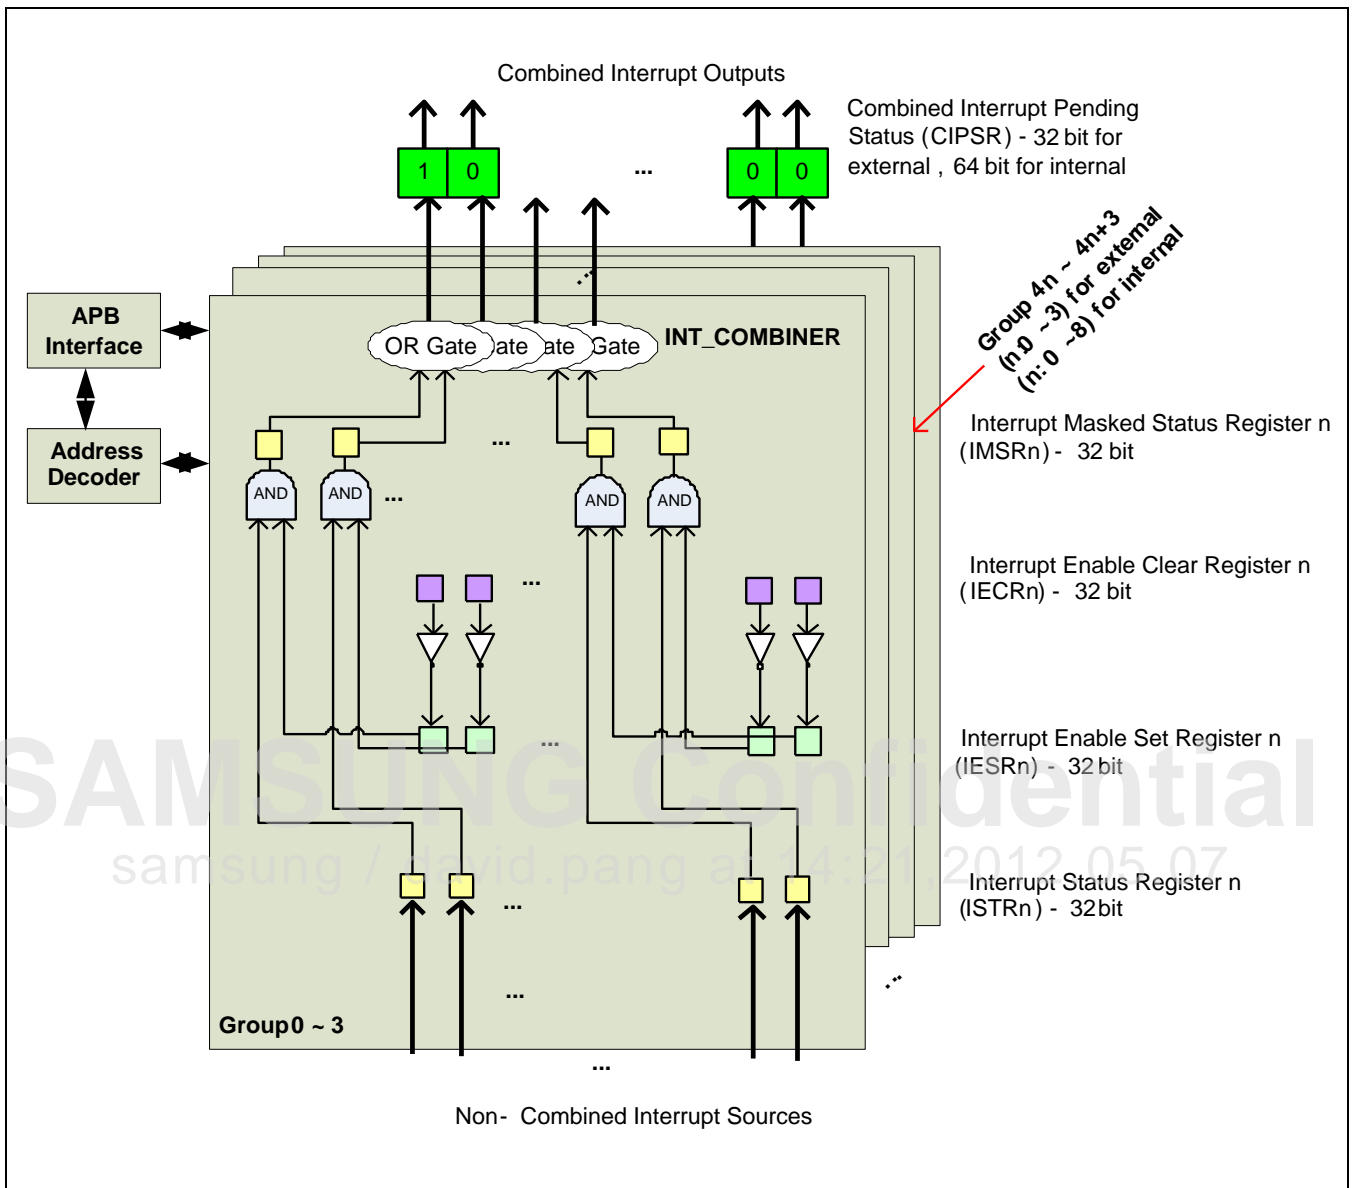 Combined Interrupt Outputs
Combined Interrupt Pending
Status (CIPSR) - 32 bit for
external , 64 bit for internal
1 0 ... 0 0
Group 4n ~ 4n+3
(n:0 ~3) for external
(n: 0 ~8) for internal
APB
Interface
OR Gate ate ate Gate
INT_COMBINER
Address
Decoder
Interrupt Masked Status Register n
(IMSRn) - 32 bit
...
AND AND ... AND AND
Interrupt Enable Clear Register n
(IECRn) - 32 bit
...
Interrupt Enable Set Register n
(IESRn) - 32 bit
...
SAMSUNG Confidential
samsung / david.pang at 14:21,2012.05.07
Interrupt Status Register n
(ISTRn) - 32bit
...
...
...
Group0 ~ 3
...
Non- Combined Interrupt Sources